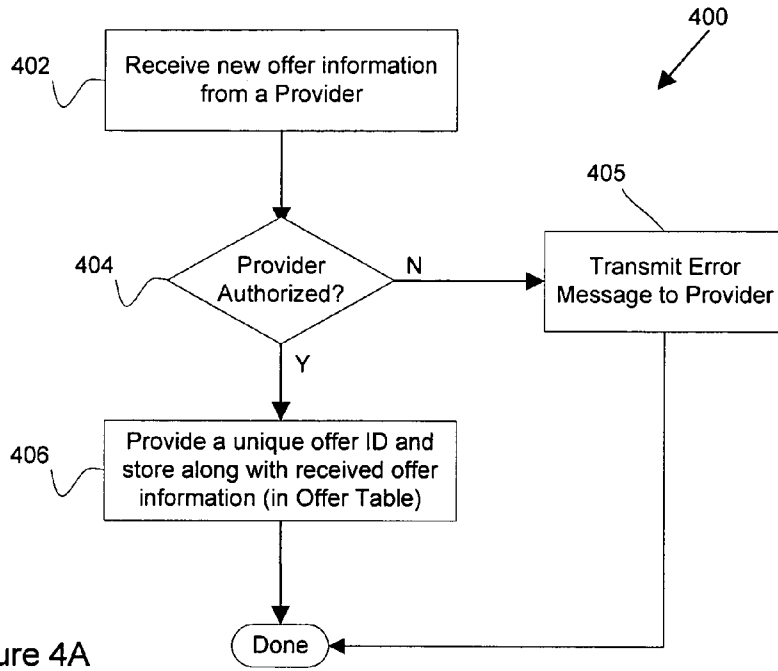 400
402
Receive new offer information
from a Provider
405
404
Provider
Authorized?
N
Transmit Error
Message to Provider
Y
406
Provide a unique offer ID and
store along with received offer
information (in Offer Table)
Done
ure 4A